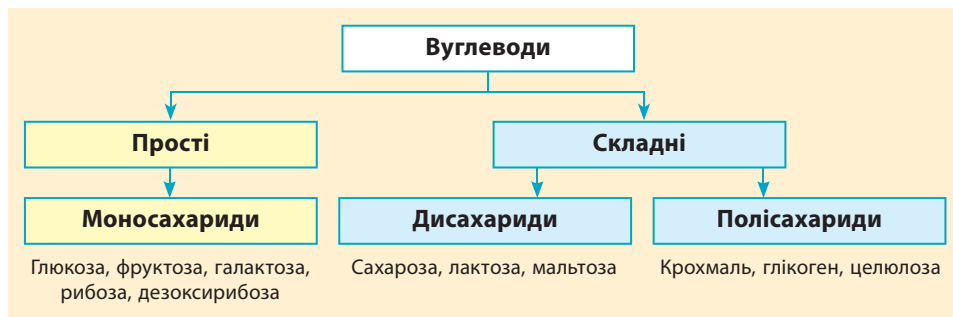 Вуглеводи
Прості
Складні
Моносахариди
Дисахариди
Полісахариди
Глюкоза, фруктоза, галактоза,
рибоза, дезоксирибоза
Сахароза, лактоза, мальтоза
Крохмаль, глікоген, целюлоза